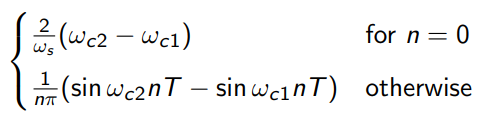 2/ω_s (ω_c2 − ω_c1) for n = 0
1/nπ (sin ω_c2 nT − sin ω_c1 nT) otherwise